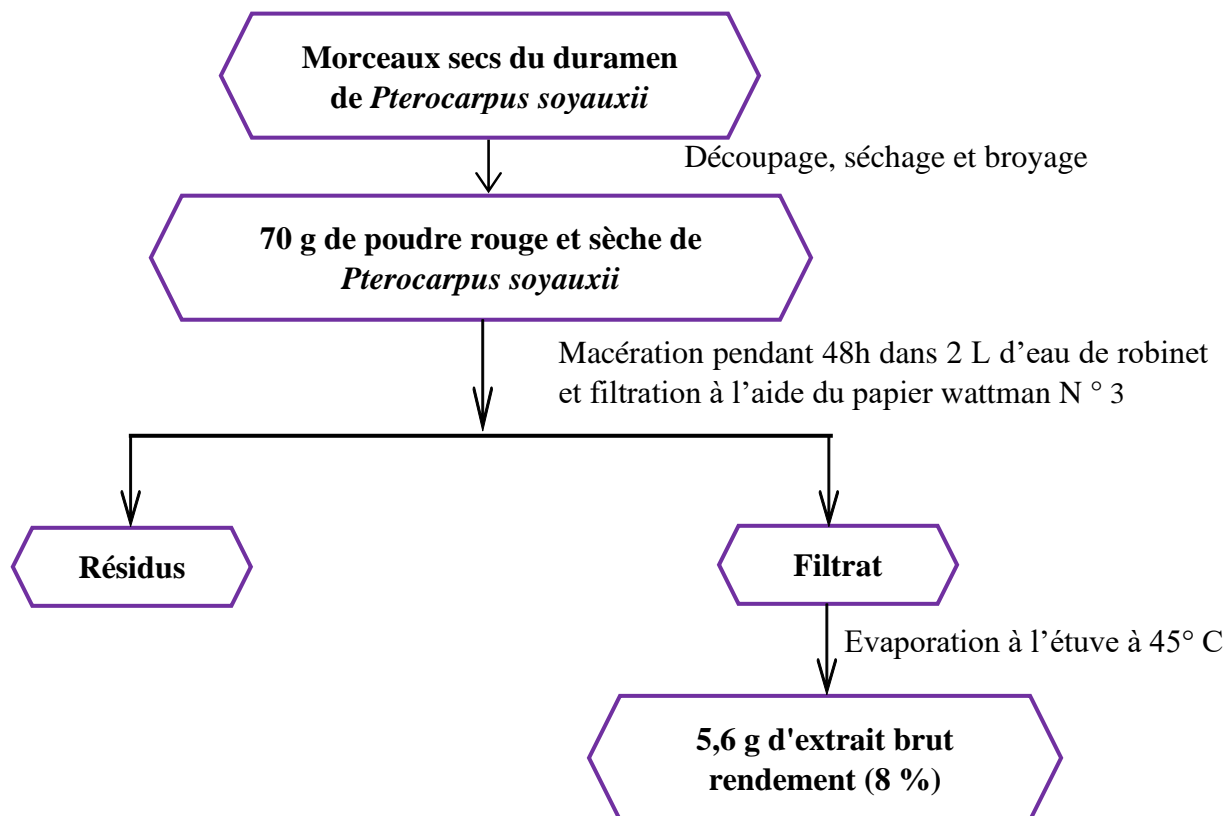 Morceaux secs du duramen
de Pterocarpus soyauxii
Découpage, séchage et broyage
70 g de poudre rouge et sèche de
Pterocarpus soyauxii
Macération pendant 48h dans 2 L d’eau de robinet
et filtration à l’aide du papier wattman N ° 3
Résidus
Filtrat
Evaporation à l’étuve à 45° C
5,6 g d'extrait brut
rendement (8 %)